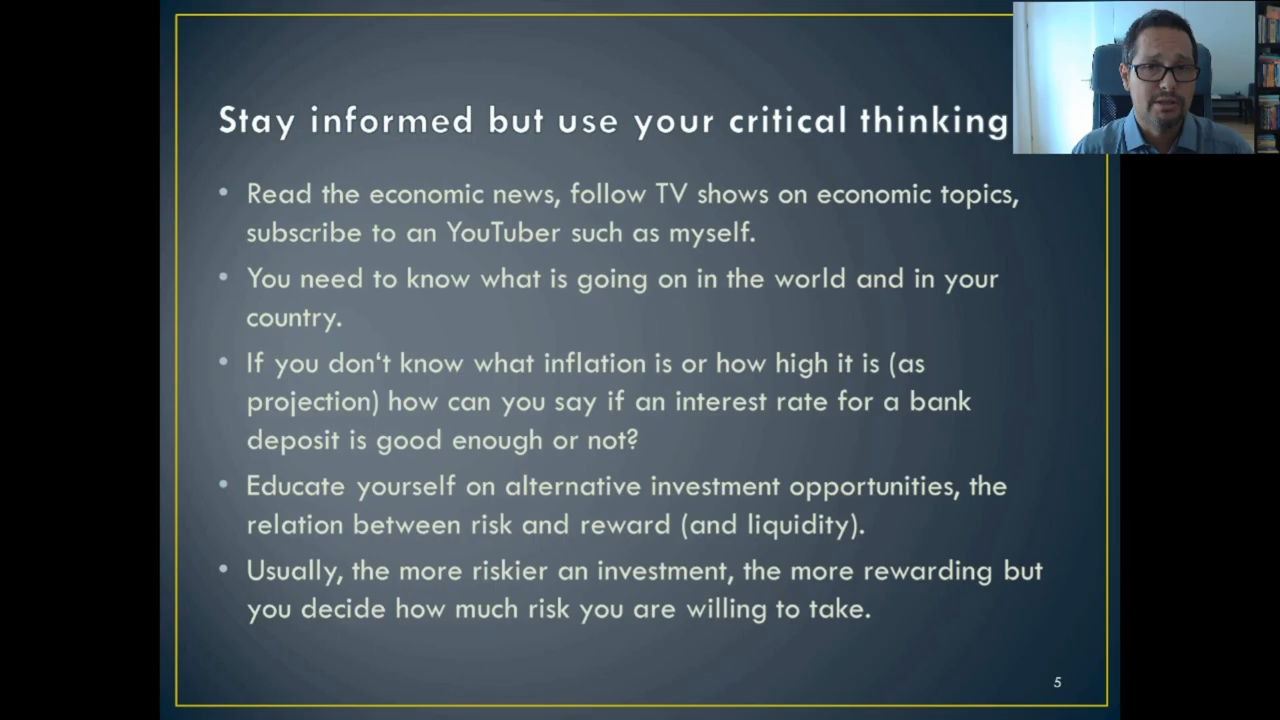 Stay informed but use your critical thinking
• Read the economic news, follow TV shows on economic topics,
subscribe to an YouTuber such as myself.
• You need to know what is going on in the world and in your
country.
• If you don‘t know what inflation is or how high it is (as
projection) how can you say if an interest rate for a bank
deposit is good enough or not?
• Educate yourself on alternative investment opportunities, the
relation between risk and reward (and liquidity).
• Usually, the more riskier an investment, the more rewarding but
you decide how much risk you are willing to take.
5